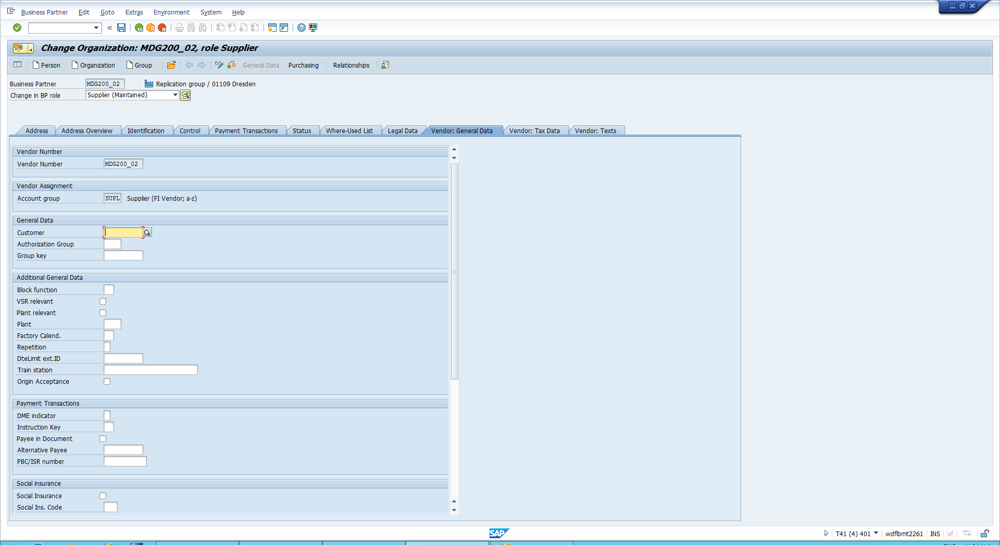 Business Partner Edit Goto Extras Environment System Help
Change Organization: MDG200_02, role Supplier
Person Organization Group General Data Purchasing Relationships
Business Partner MDG200_02 Replication group / 01109 Dresden
Change in BP role Supplier (Maintained)
Address Address Overview Identification Control Payment Transactions Status Where-Used List Legal Data Vendor: General Data Vendor: Tax Data Vendor: Texts
Vendor Number
Vendor Number MDG200_02
Vendor Assignment
Account group SUPL Supplier (FI Vendor; a-z)
General Data
Customer
Authorization Group
Group key
Additional General Data
Block function
VSR relevant
Plant relevant
Plant
Factory Calend.
Repetition
DteLimit ext.ID
Train station
Origin Acceptance
Payment Transactions
DME indicator
Instruction Key
Payee in Document
Alternative Payee
PBC/ISR number
Social insurance
Social Insurance
Social Ins. Code
SAP T41 (4) 401 wdflbmt2261 INS